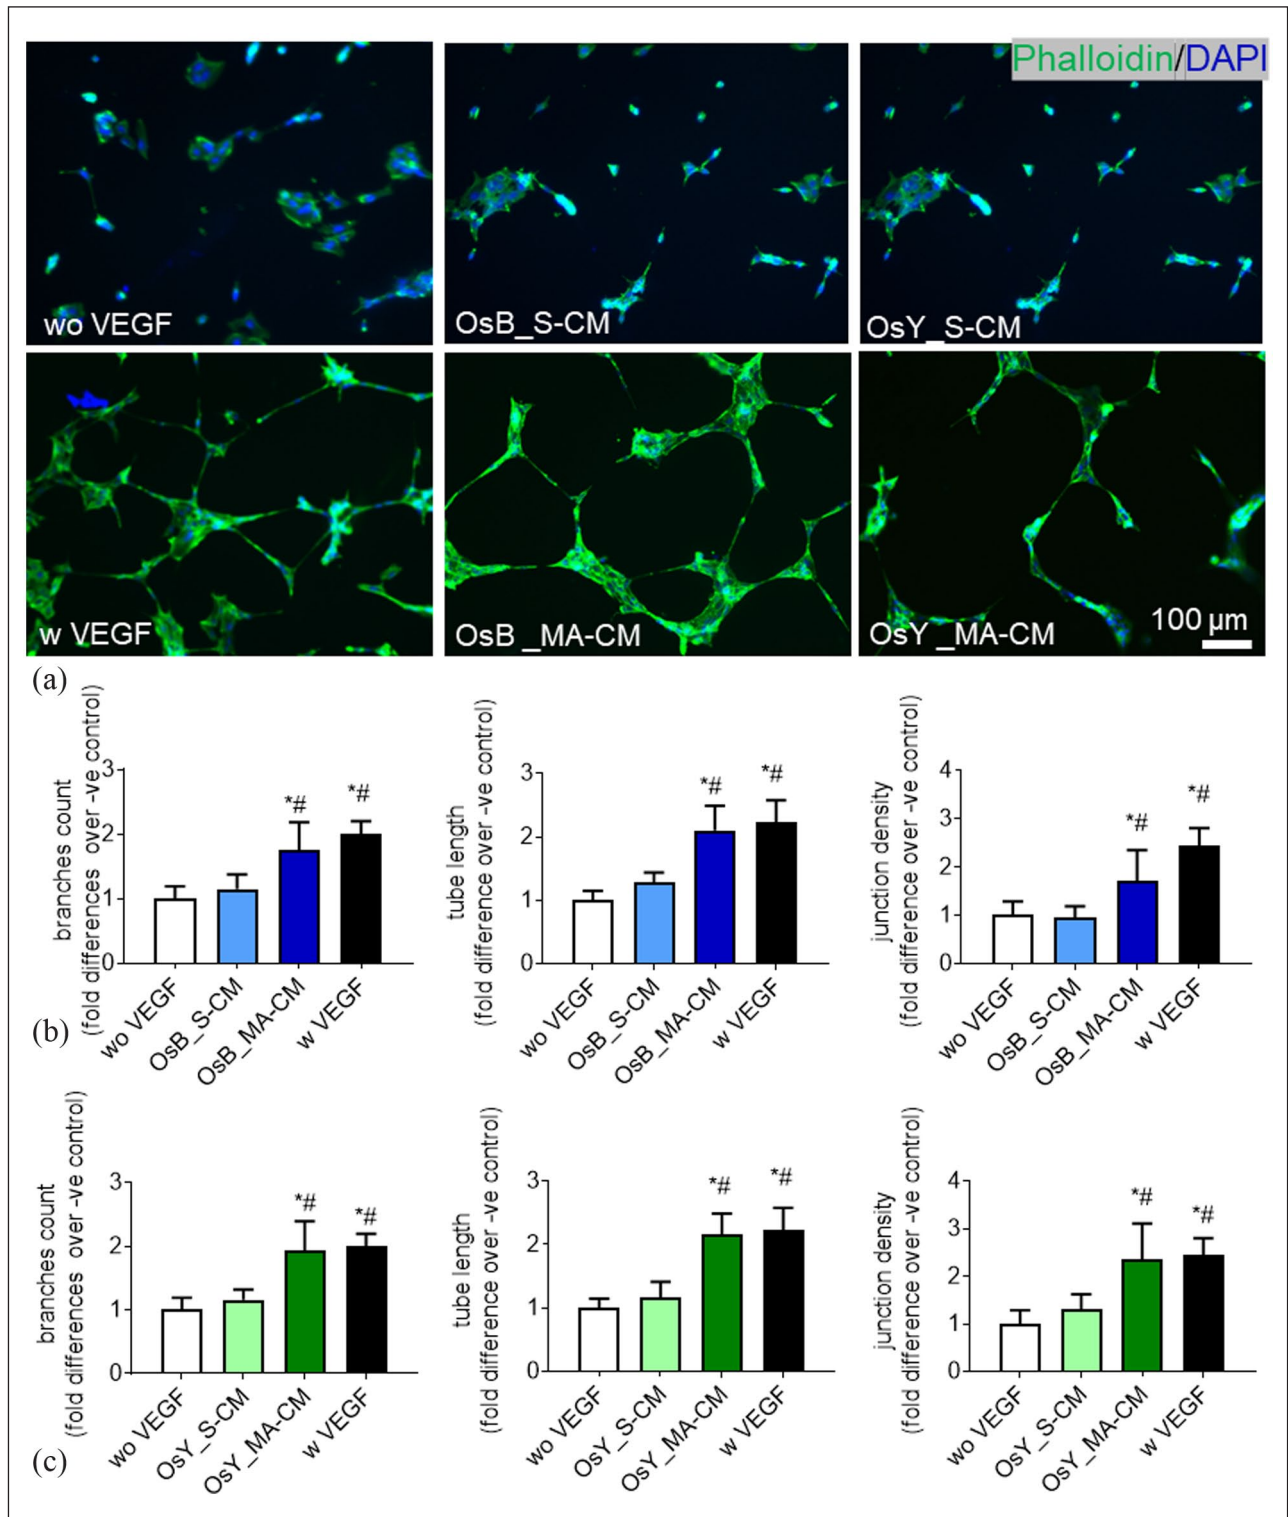 Phalloidin/DAPI
wo VEGF
OsB_S-CM
OsY_S-CM
w VEGF
OsB _MA-CM
OsY _MA-CM
100 µm
(a)
branches count
(fold differences over -ve control)
3
2
1
0
*#
*#
wo VEGF
OsB_S-CM
OsB_MA-CM
w VEGF
tube length
(fold difference over -ve control)
3
2
1
0
*#
*#
wo VEGF
OsB_S-CM
OsB_MA-CM
w VEGF
junction density
(fold difference over -ve control)
4
3
2
1
0
*#
*#
wo VEGF
OsB_S-CM
OsB_MA-CM
w VEGF
(b)
branches count
(fold differences over -ve control)
3
2
1
0
*#
*#
wo VEGF
OsY_S-CM
OsY_MA-CM
w VEGF
tube length
(fold difference over -ve control)
3
2
1
0
*#
*#
wo VEGF
OsY_S-CM
OsY_MA-CM
w VEGF
junction density
(fold difference over -ve control)
4
3
2
1
0
*#
*#
wo VEGF
OsY_S-CM
OsY_MA-CM
w VEGF
(c)